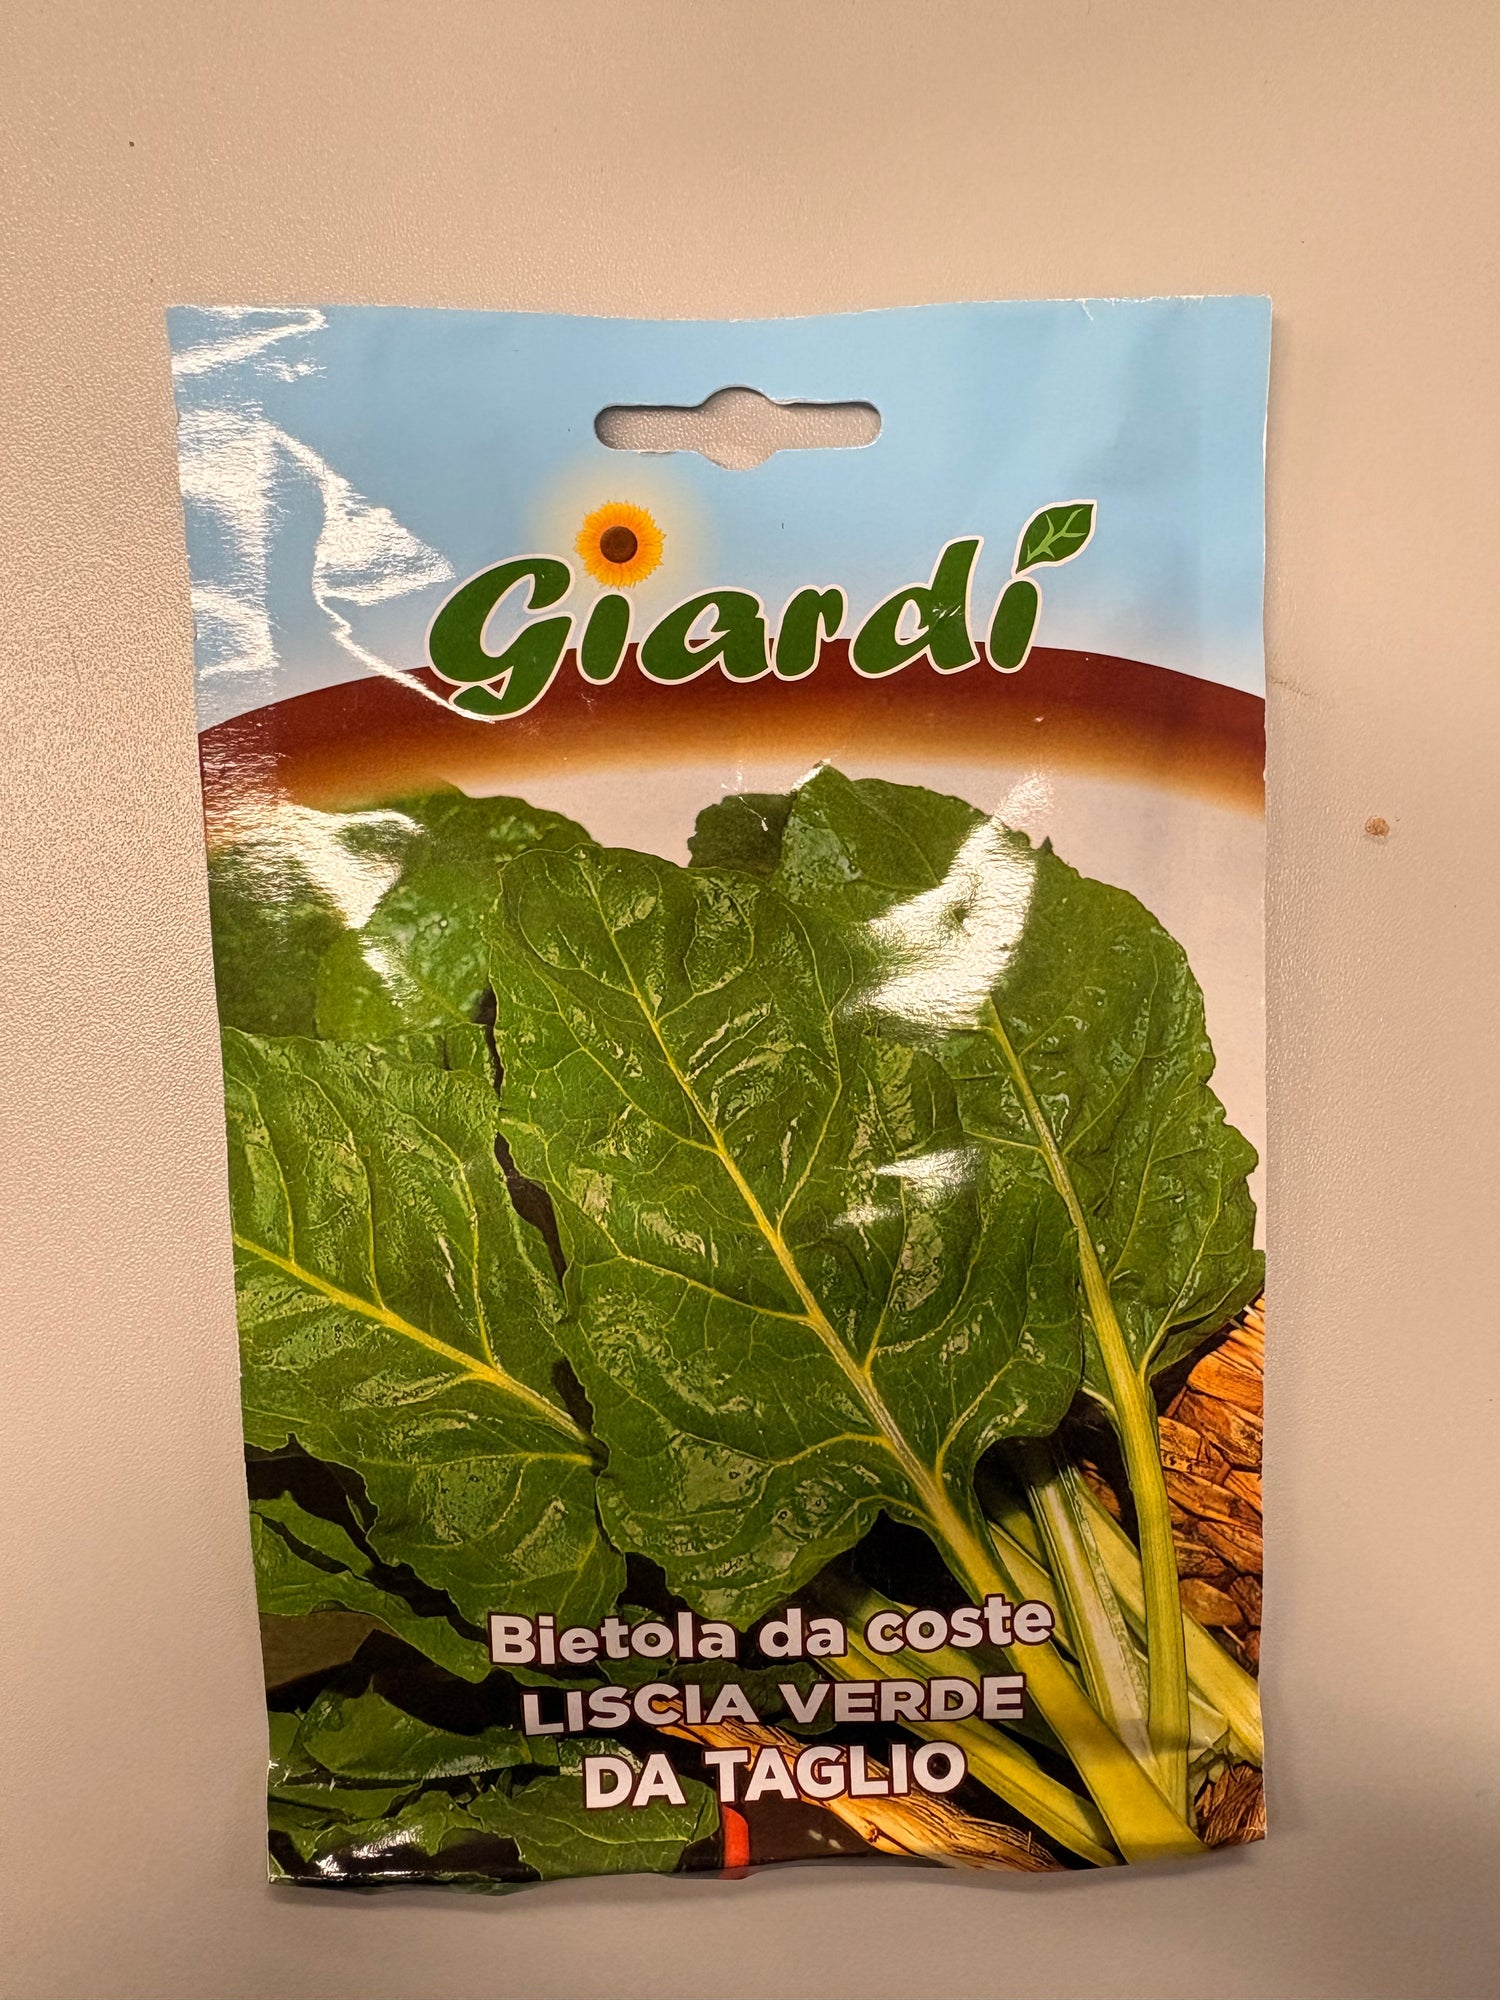 Giardi
Bietola da coste
LISCIA VERDE
DA TAGLIO